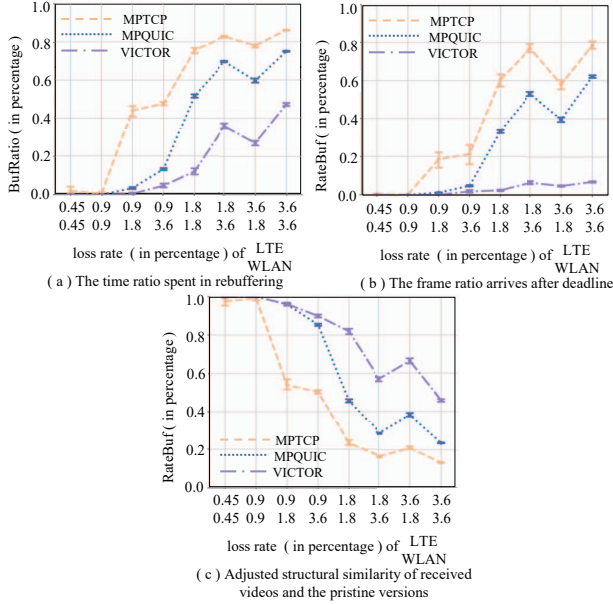 MPTCP
MPQUIC
VICTOR
BufRatio ( in percentage )
1.0
0.8
0.6
0.4
0.2
0.0
0.45 0.9 0.9 0.9 1.8 1.8 3.6 3.6
0.45 0.9 1.8 3.6 1.8 3.6 1.8 3.6
loss rate ( in percentage ) of LTE
WLAN
( a ) The time ratio spent in rebuffering
MPTCP
MPQUIC
VICTOR
RateBuf ( in percentage )
1.0
0.8
0.6
0.4
0.2
0.0
0.45 0.9 0.9 0.9 1.8 1.8 3.6 3.6
0.45 0.9 1.8 3.6 1.8 3.6 1.8 3.6
loss rate ( in percentage ) of LTE
WLAN
( b ) The frame ratio arrives after deadline
RateBuf ( in percentage )
1.0
0.8
0.6
0.4
0.2
0.0
MPTCP
MPQUIC
VICTOR
0.45 0.9 0.9 0.9 1.8 1.8 3.6 3.6
0.45 0.9 1.8 3.6 1.8 3.6 1.8 3.6
loss rate ( in percentage ) of LTE
WLAN
( c ) Adjusted structural similarity of received
videos and the pristine versions